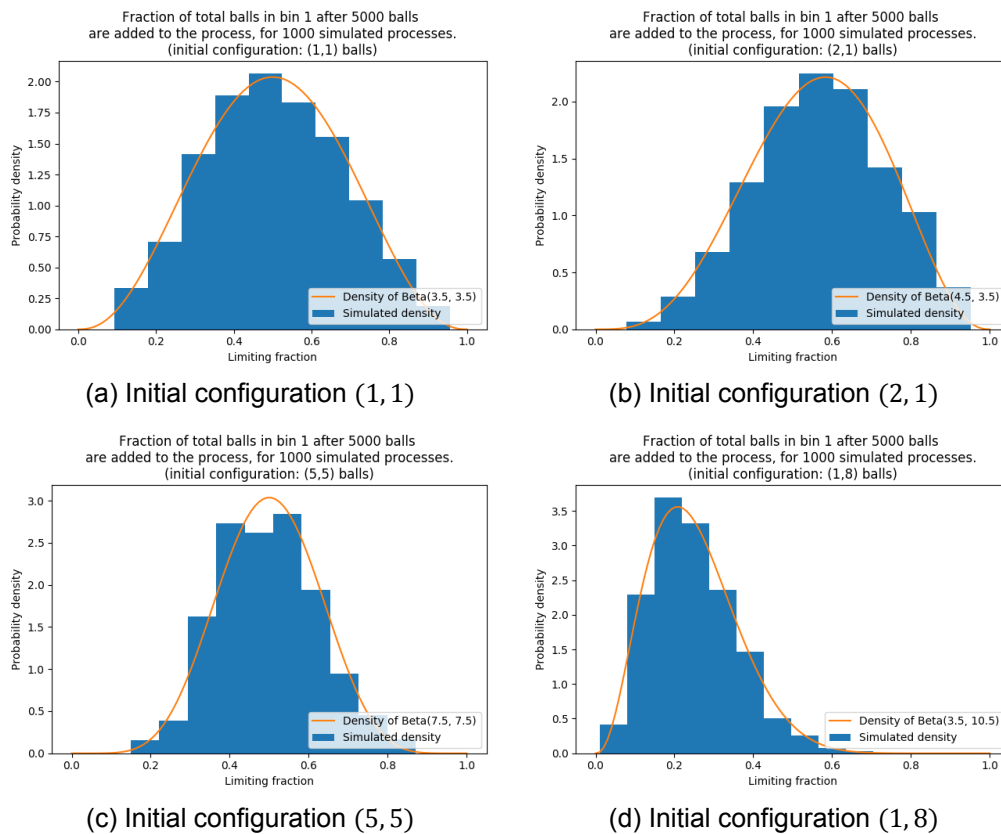 Fraction of total balls in bin 1 after 5000 balls
are added to the process, for 1000 simulated processes.
(initial configuration: (1,1) balls)
Probability density
2.00
1.75
1.50
1.25
1.00
0.75
0.50
0.25
0.00
Density of Beta(3.5, 3.5)
Simulated density
0.0 0.2 0.4 0.6 0.8 1.0
Limiting fraction
(a) Initial configuration (1, 1)
Fraction of total balls in bin 1 after 5000 balls
are added to the process, for 1000 simulated processes.
(initial configuration: (2,1) balls)
Probability density
2.0
1.5
1.0
0.5
0.0
Density of Beta(4.5, 3.5)
Simulated density
0.0 0.2 0.4 0.6 0.8 1.0
Limiting fraction
(b) Initial configuration (2, 1)
Fraction of total balls in bin 1 after 5000 balls
are added to the process, for 1000 simulated processes.
(initial configuration: (5,5) balls)
Probability density
3.0
2.5
2.0
1.5
1.0
0.5
0.0
Density of Beta(7.5, 7.5)
Simulated density
0.0 0.2 0.4 0.6 0.8 1.0
Limiting fraction
(c) Initial configuration (5, 5)
Fraction of total balls in bin 1 after 5000 balls
are added to the process, for 1000 simulated processes.
(initial configuration: (1,8) balls)
Probability density
3.5
3.0
2.5
2.0
1.5
1.0
0.5
0.0
Density of Beta(3.5, 10.5)
Simulated density
0.0 0.2 0.4 0.6 0.8 1.0
Limiting fraction
(d) Initial configuration (1, 8)